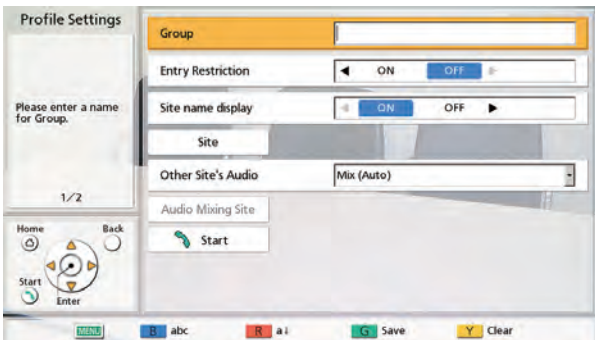 Profile Settings
Please enter a name
for Group.
1/2
Home
Back
Start
Enter
Group
Entry Restriction
ON
OFF
Site name display
ON
OFF
Site
Other Site's Audio
Mix (Auto)
Audio Mixing Site
Start
MENU
B abc
R a↓
G Save
Y Clear